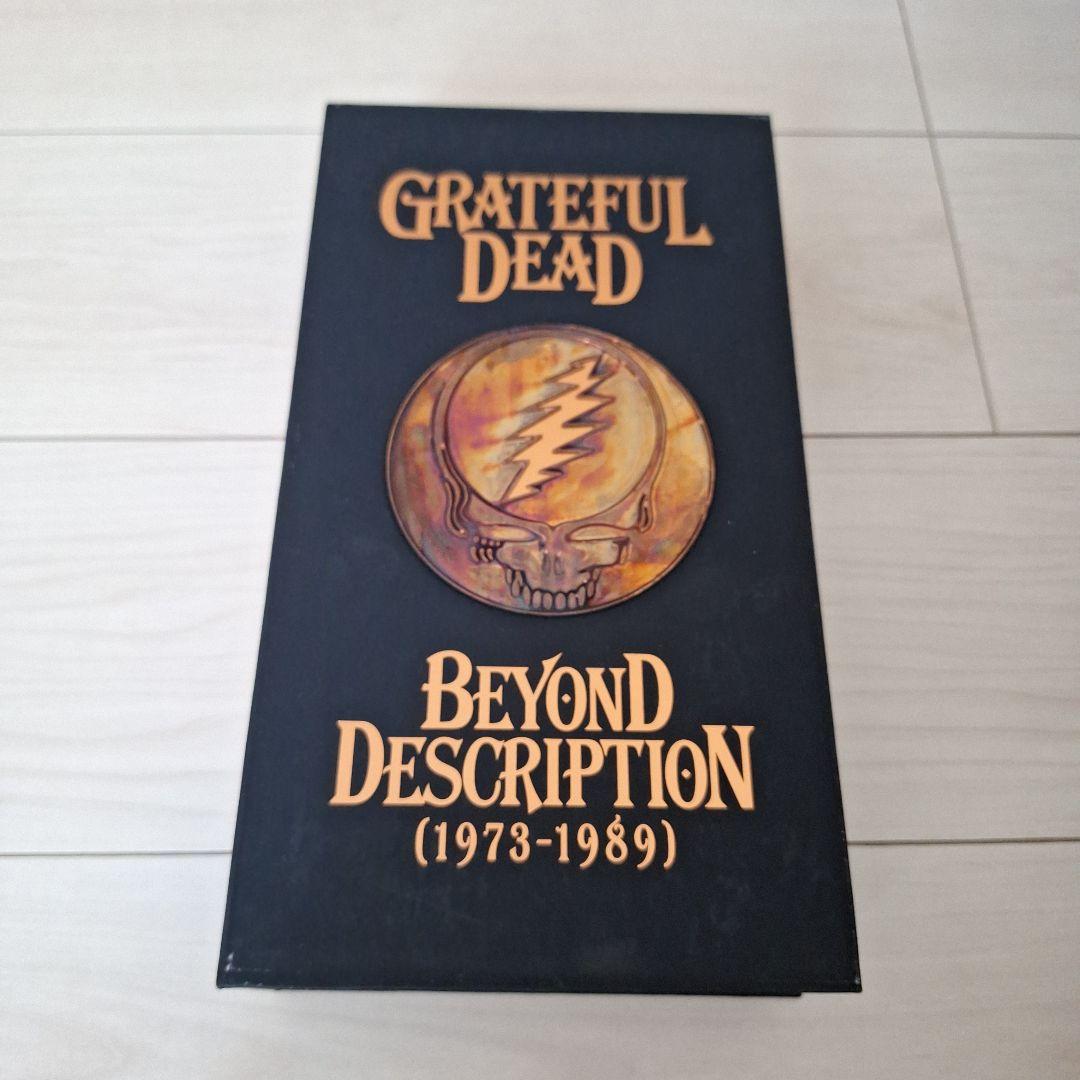 GRATEFUL
DEAD
BEYOND
DESCRIPTION
(1973-1989)